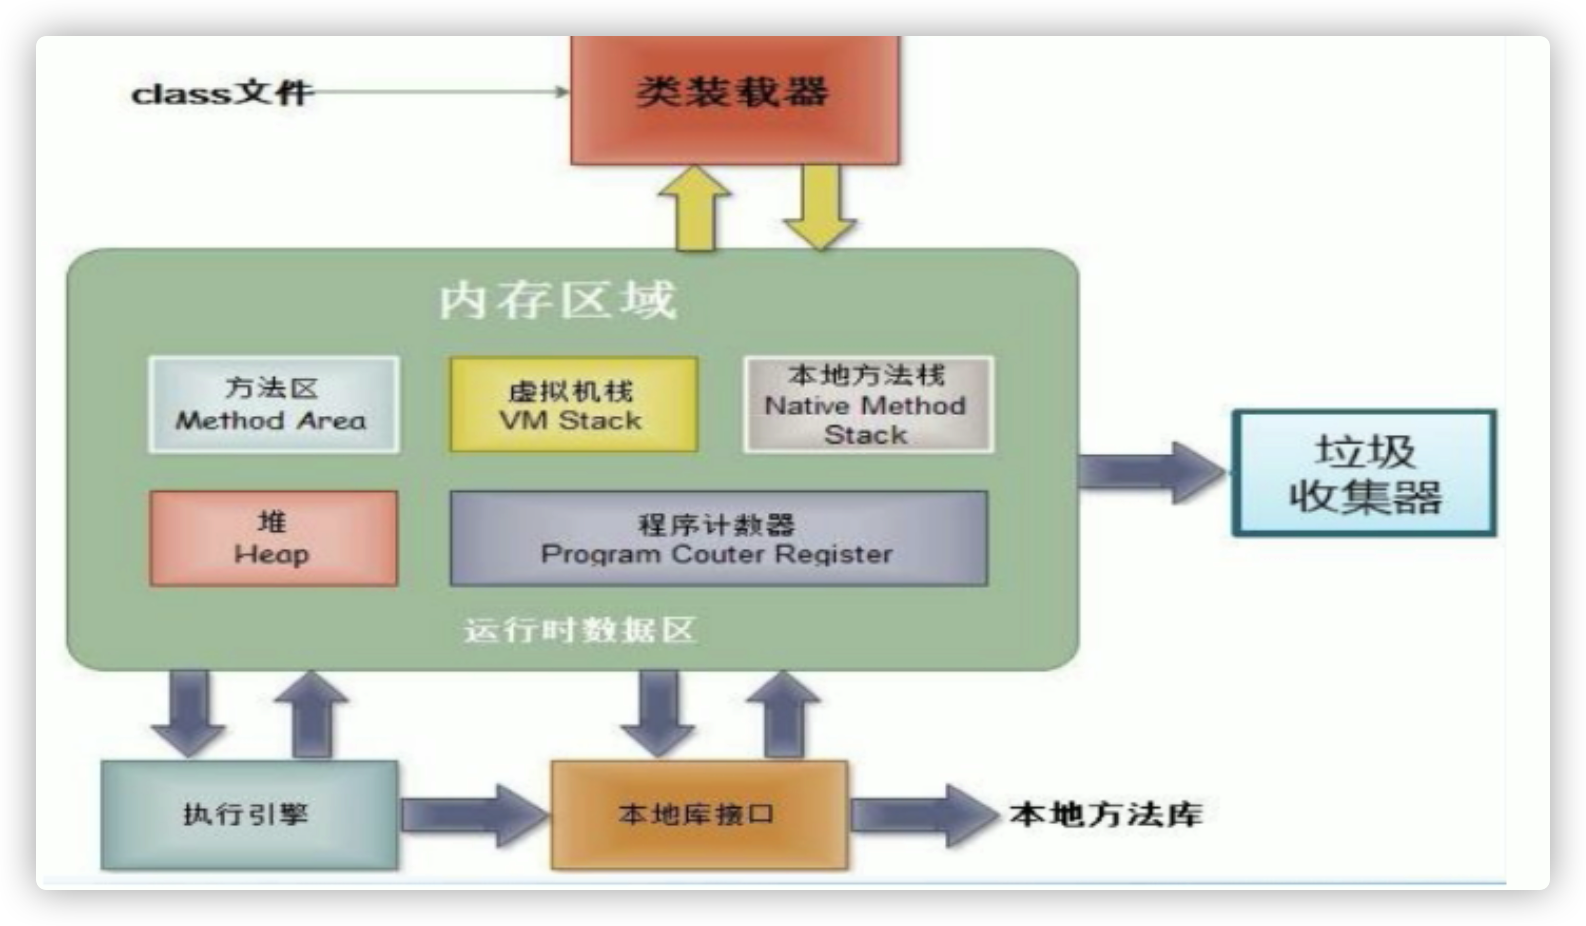 class文件
类装载器
内存区域
方法区
Method Area
虚拟机栈
VM Stack
本地方法栈
Native Method
Stack
堆
Heap
程序计数器
Program Couter Register
运行时数据区
垃圾
收集器
执行引擎
本地库接口
本地方法库